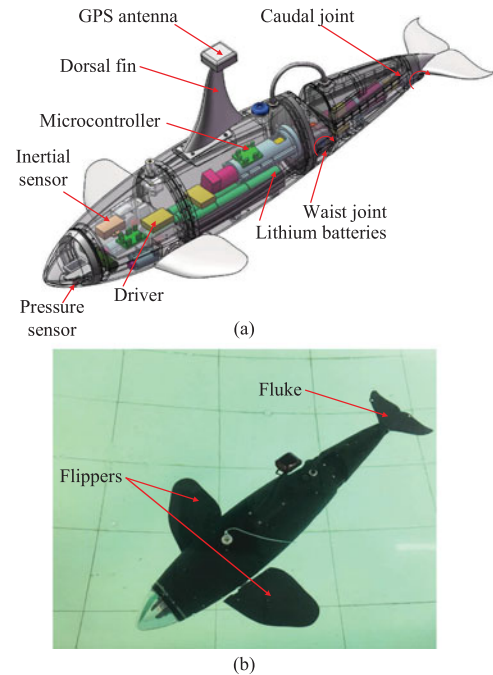 GPS antenna
Caudal joint
Dorsal fin
Microcontroller
Inertial
sensor
Waist joint
Lithium batteries
Driver
Pressure
sensor
(a)
Fluke
Flippers
(b)